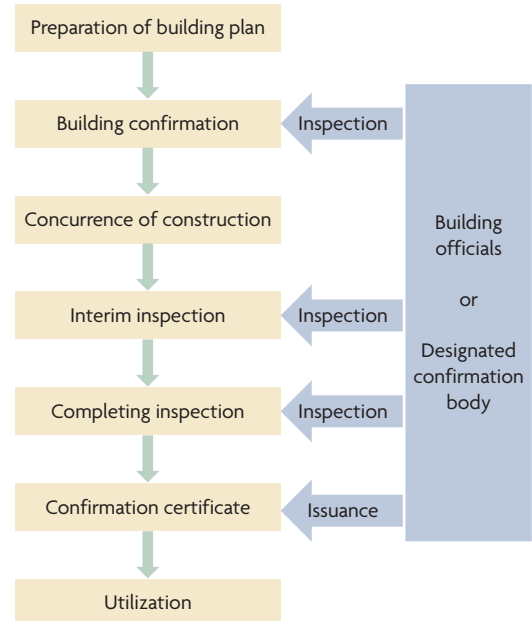 Preparation of building plan
Building confirmation
Inspection
Concurrence of construction
Building
officials
or
Designated
confirmation
body
Interim inspection
Inspection
Completing inspection
Inspection
Confirmation certificate
Issuance
Utilization